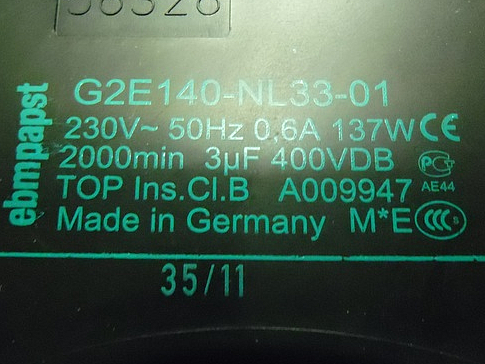 ebmpapst
G2E140-NL33-01
230V~ 50Hz 0,6A 137W CE
2000min 3µF 400VDB
TOP Ins.Cl.B A009947 AE44
Made in Germany M*E CCC S
35/11